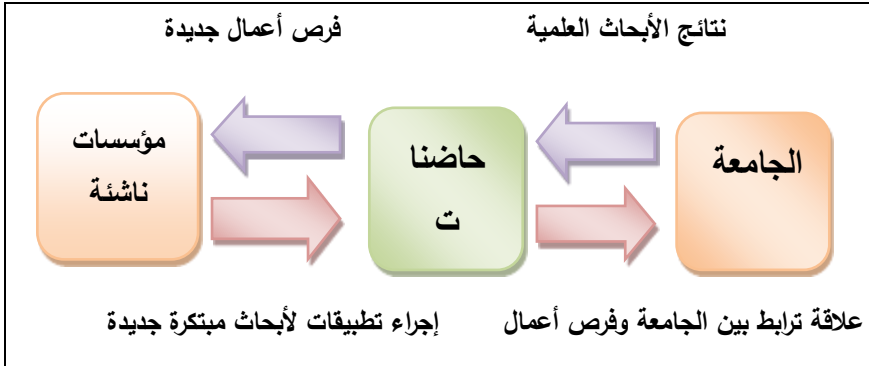 نتائج الأبحاث العلمية
فرص أعمال جديدة
الجامعة
حاضنا
ت
مؤسسات
ناشئة
علاقة ترابط بين الجامعة وفرص أعمال
إجراء تطبيقات لأبحاث مبتكرة جديدة